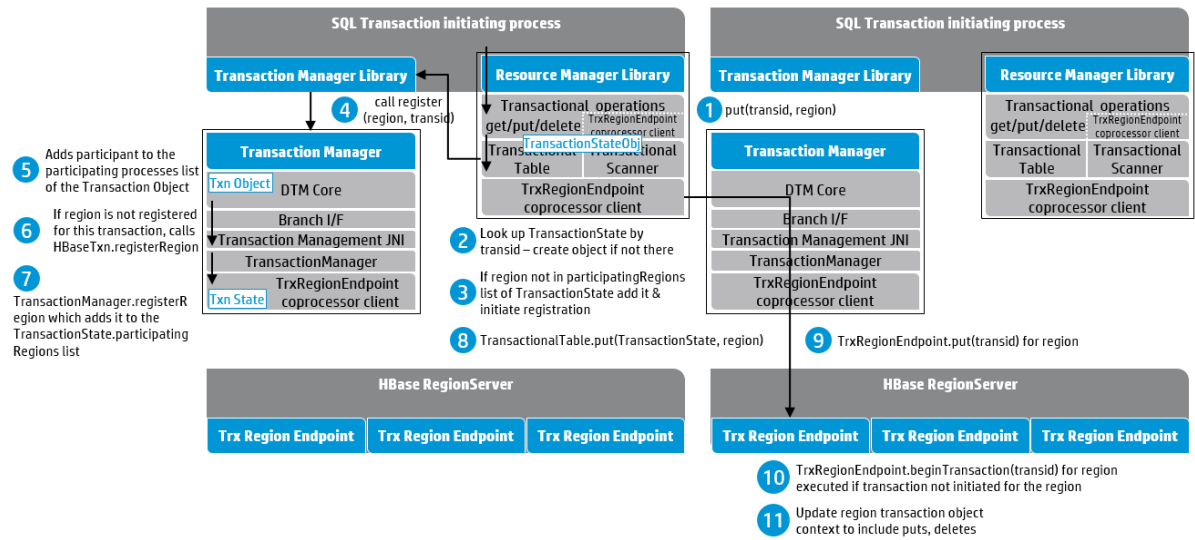 SQL Transaction initiating process
Transaction Manager Library
Resource Manager Library
Transactional operations
get/put/delete
TrxRegionEndpoint
coprocessor client
TransactionStateObj
Transactional
Table
Transactional
Scanner
TrxRegionEndpoint
coprocessor client
4
call register
(region, transid)
Transaction Manager
Txn Object
DTM Core
Branch I/F
Transaction Management JNI
TransactionManager
TrxRegionEndpoint
coprocessor client
Txn State
5
Adds participant to the
participating processes list
of the Transaction Object
6
If region is not registered
for this transaction, calls
HBaseTxn.registerRegion
7
TransactionManager.registerR
egion which adds it to the
TransactionState.participating
Regions list
2
Look up TransactionState by
transid – create object if not there
3
If region not in participatingRegions
list of TransactionState add it &
initiate registration
8
TransactionalTable.put(TransactionState, region)
HBase RegionServer
Trx Region Endpoint
Trx Region Endpoint
Trx Region Endpoint
SQL Transaction initiating process
Transaction Manager Library
Resource Manager Library
1
put(transid, region)
Transactional operations
get/put/delete
TrxRegionEndpoint
coprocessor client
Transactional
Table
Transactional
Scanner
TrxRegionEndpoint
coprocessor client
Transaction Manager
DTM Core
Branch I/F
Transaction Management JNI
TransactionManager
TrxRegionEndpoint
coprocessor client
9
TrxRegionEndpoint.put(transid) for region
HBase RegionServer
Trx Region Endpoint
Trx Region Endpoint
Trx Region Endpoint
10
TrxRegionEndpoint.beginTransaction(transid) for region
executed if transaction not initiated for the region
11
Update region transaction object
context to include puts, deletes